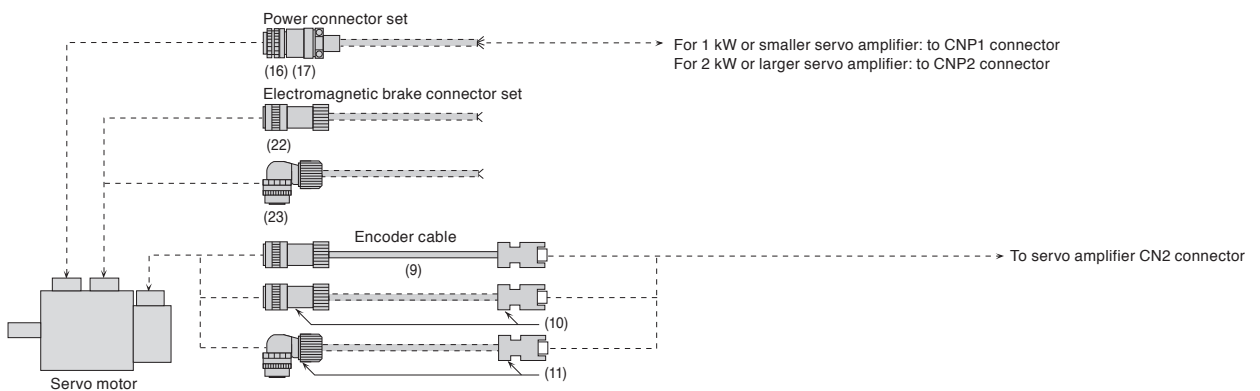 Power connector set
For 1 kW or smaller servo amplifier: to CNP1 connector
For 2 kW or larger servo amplifier: to CNP2 connector
(16) (17)
Electromagnetic brake connector set
(22)
(23)
Encoder cable
(9)
To servo amplifier CN2 connector
(10)
(11)
Servo motor